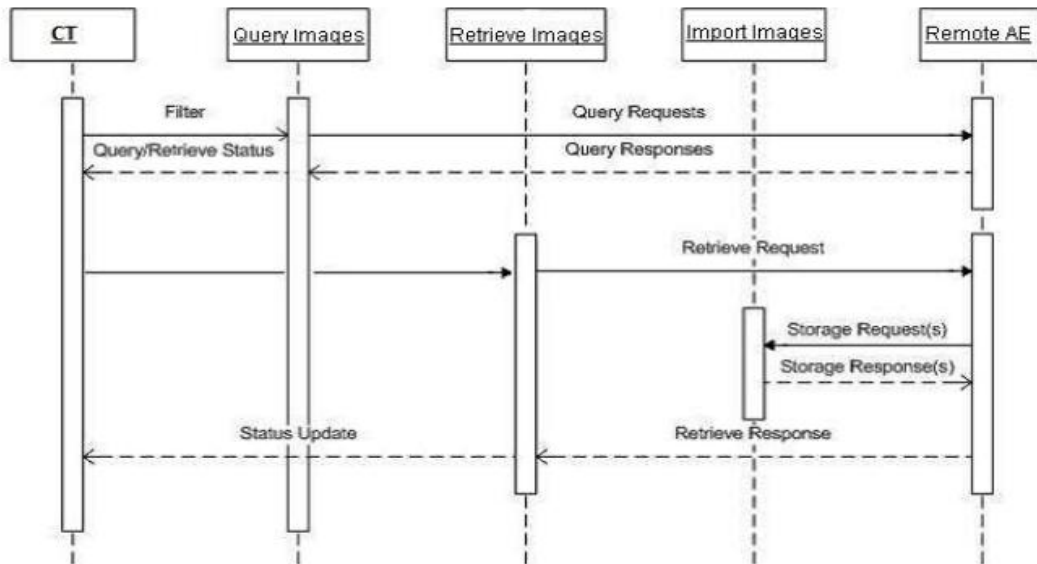 CT
Query Images
Retrieve Images
Import Images
Remote AE
Filter
Query Requests
Query/Retrieve Status
Query Responses
Retrieve Request
Storage Request(s)
Storage Response(s)
Status Update
Retrieve Response